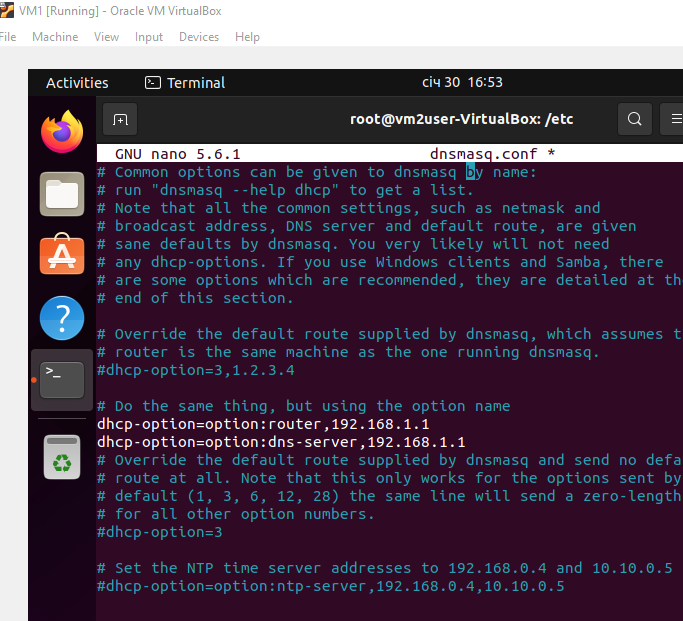 VM1 [Running] - Oracle VM VirtualBox
File Machine View Input Devices Help
Activities Terminal січ 30 16:53
root@vm2user-VirtualBox: /etc
GNU nano 5.6.1 dnsmasq.conf *
# Common options can be given to dnsmasq by name:
# run "dnsmasq --help dhcp" to get a list.
# Note that all the common settings, such as netmask and
# broadcast address, DNS server and default route, are given
# sane defaults by dnsmasq. You very likely will not need
# any dhcp-options. If you use Windows clients and Samba, there
# are some options which are recommended, they are detailed at the
# end of this section.
# Override the default route supplied by dnsmasq, which assumes t
# router is the same machine as the one running dnsmasq.
#dhcp-option=3,1.2.3.4
# Do the same thing, but using the option name
dhcp-option=option:router,192.168.1.1
dhcp-option=option:dns-server,192.168.1.1
# Override the default route supplied by dnsmasq and send no defa
# route at all. Note that this only works for the options sent by
# default (1, 3, 6, 12, 28) the same line will send a zero-length
# for all other option numbers.
#dhcp-option=3
# Set the NTP time server addresses to 192.168.0.4 and 10.10.0.5
#dhcp-option=option:ntp-server,192.168.0.4,10.10.0.5